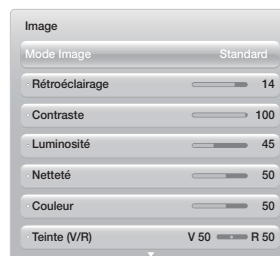 Image
Mode Image Standard
· Rétroéclairage 14
· Contraste 100
· Luminosité 45
· Netteté 50
· Couleur 50
· Teinte (V/R) V 50 R 50